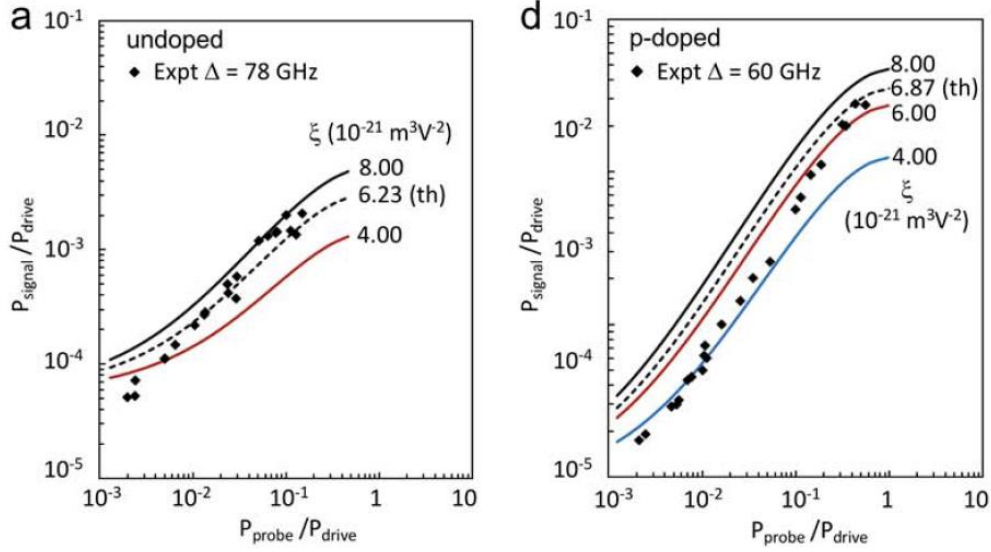 a
undoped
Expt Δ = 78 GHz
ξ (10⁻²¹ m³V⁻²)
8.00
6.23 (th)
4.00
10⁻¹
10⁻²
10⁻³
10⁻⁴
10⁻⁵
P_signal /P_drive
10⁻³ 10⁻² 10⁻¹ 1 10
P_probe /P_drive
d
p-doped
Expt Δ = 60 GHz
8.00
6.87 (th)
6.00
4.00
ξ
(10⁻²¹ m³V⁻²)
10⁻¹
10⁻²
10⁻³
10⁻⁴
10⁻⁵
P_signal /P_drive
10⁻³ 10⁻² 10⁻¹ 1 10
P_probe /P_drive